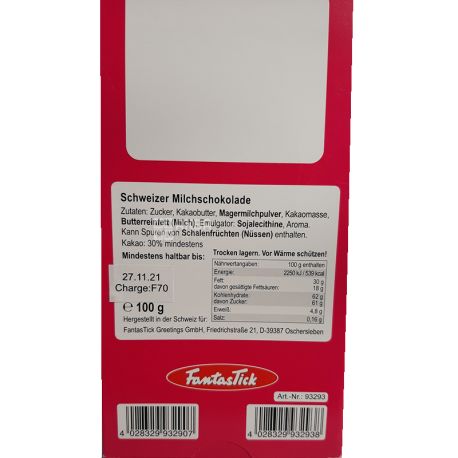 Schweizer Milchschokolade
Zutaten: Zucker, Kakaobutter, Magermilchpulver, Kakaomasse,
Butterreinfett (Milch), Emulgator: Sojalecithine, Aroma.
Kann Spuren von Schalenfrüchten (Nüssen) enthalten.
Kakao: 30% mindestens
Mindestens haltbar bis:
Trocken lagern. Vor Wärme schützen!
27.11.21
Charge:F70
Nährwertangaben: 100 g enthalten
Energie: 2250 kJ / 539 kcal
Fett: 30 g
davon gesättigte Fettsäuren: 18 g
Kohlenhydrate: 62 g
davon Zucker: 61 g
Eiweiß: 4,8 g
Salz: 0,16 g
℮ 100 g
Hergestellt in der Schweiz für:
FantasTick Greetings GmbH, Friedrichstraße 21, D-39387 Oschersleben
FantasTick
Art.-Nr.: 93293
4 028329 932907
4 028329 932938